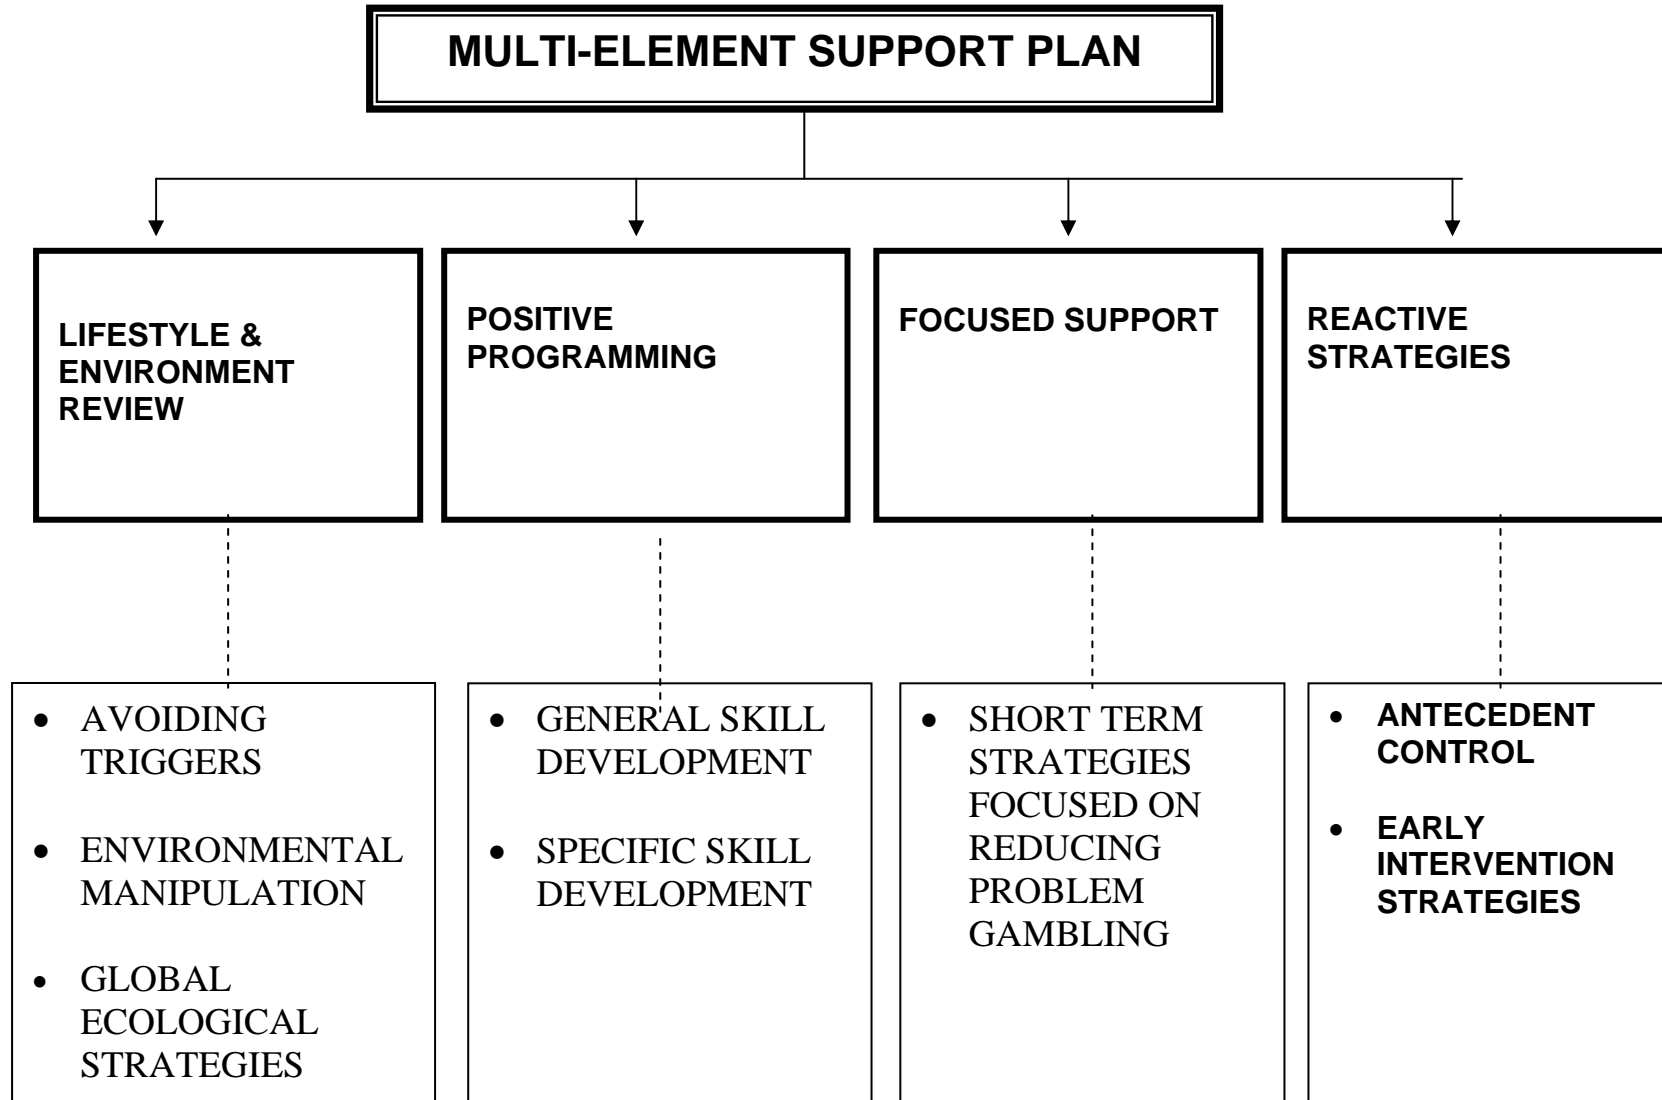 MULTI-ELEMENT SUPPORT PLAN
LIFESTYLE &
ENVIRONMENT
REVIEW
POSITIVE
PROGRAMMING
FOCUSED SUPPORT
REACTIVE
STRATEGIES
• AVOIDING
TRIGGERS
• ENVIRONMENTAL
MANIPULATION
• GLOBAL
ECOLOGICAL
STRATEGIES
• GENERAL SKILL
DEVELOPMENT
• SPECIFIC SKILL
DEVELOPMENT
• SHORT TERM
STRATEGIES
FOCUSED ON
REDUCING
PROBLEM
GAMBLING
• ANTECEDENT
CONTROL
• EARLY
INTERVENTION
STRATEGIES